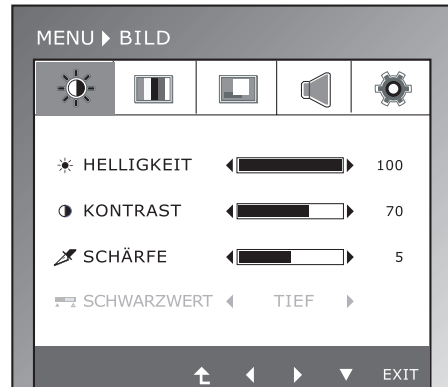 MENU BILD
HELLIGKEIT 100
KONTRAST 70
SCHÄRFE 5
SCHWARZWERT TIEF
EXIT